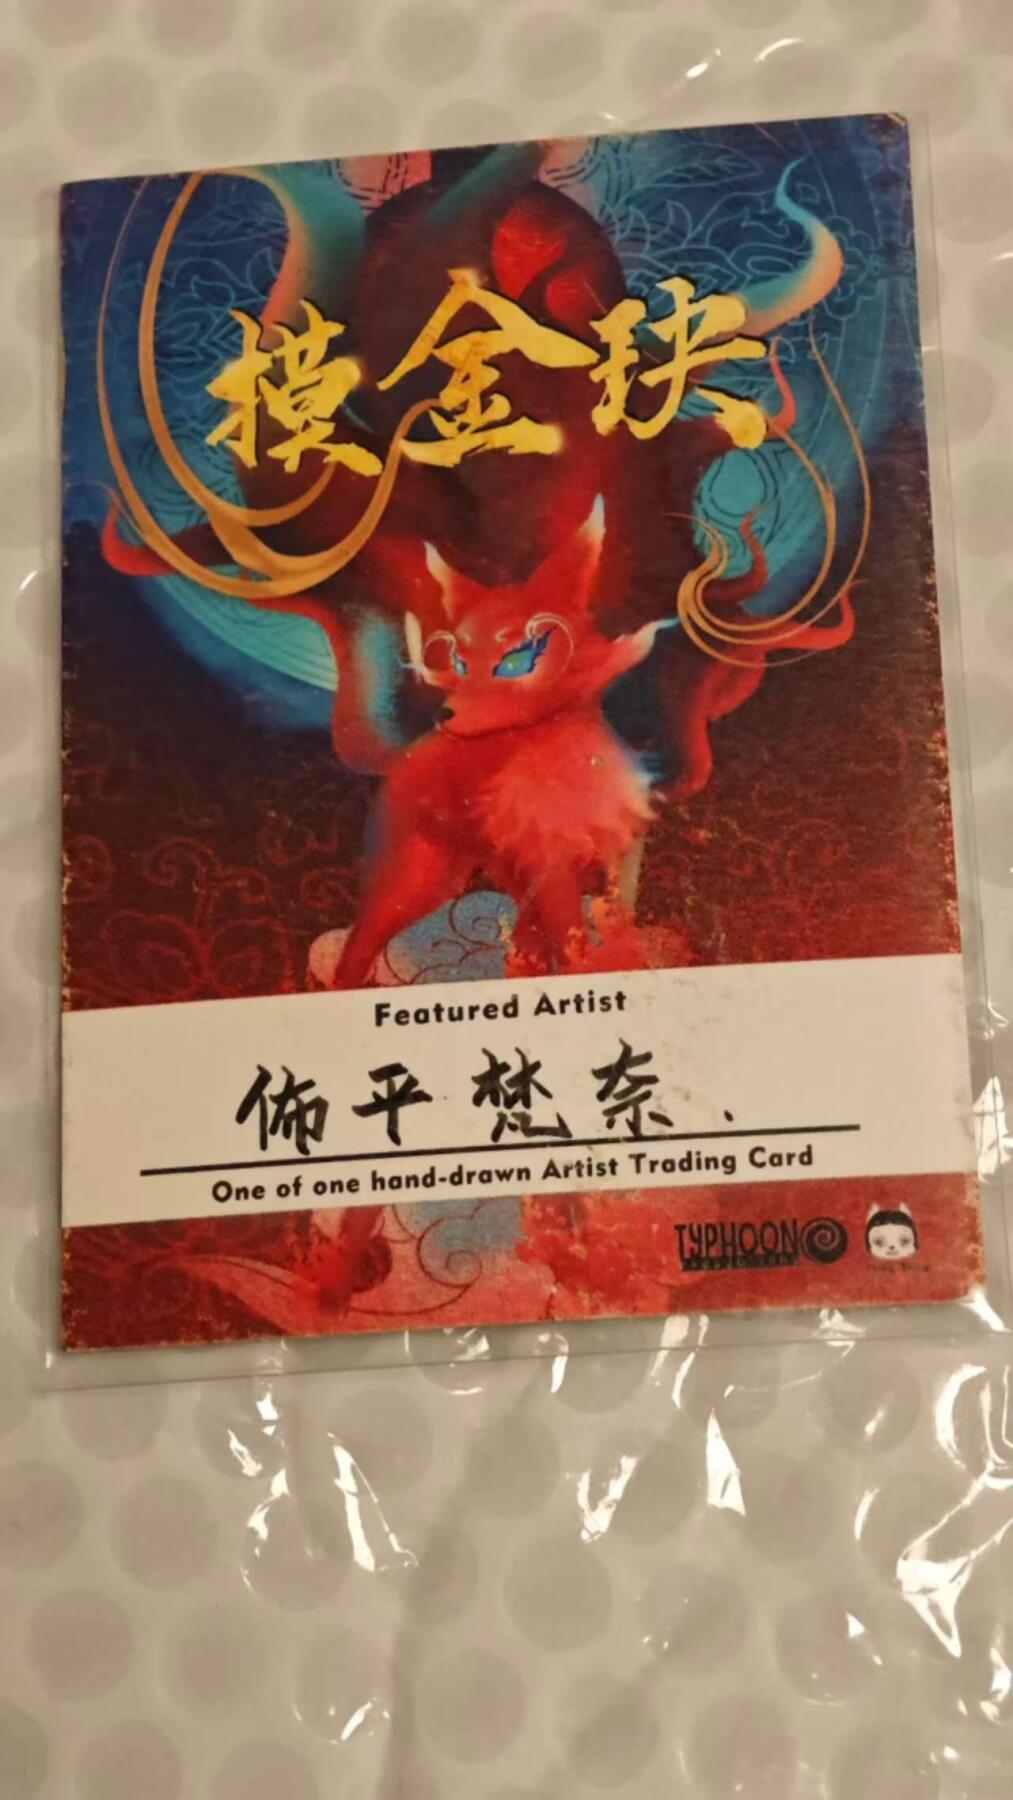 摸金玦
Featured Artist
佈平梵奈.
One of one hand-drawn Artist Trading Card
TYPHOON